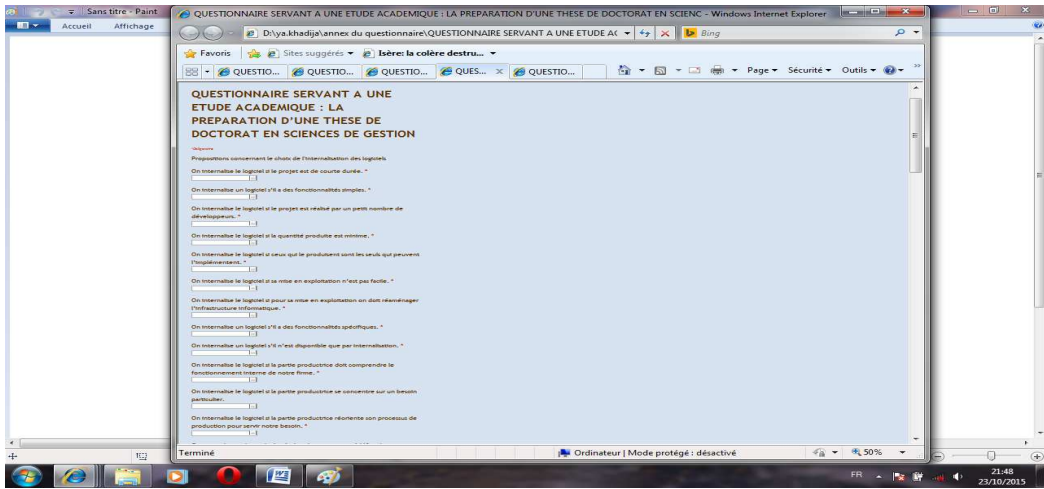 Sans titre - Paint
Accueil Affichage
QUESTIONNAIRE SERVANT A UNE ETUDE ACADEMIQUE : LA PREPARATION D'UNE THESE DE DOCTORAT EN SCIENC - Windows Internet Explorer
D:\ya.khadija\annex du questionnaire\QUESTIONNAIRE SERVANT A UNE ETUDE AC
Bing
Favoris Sites suggérés Isère: la colère destru...
QUESTIO... QUESTIO... QUESTIO... QUES... QUESTIO... Page Sécurité Outils
QUESTIONNAIRE SERVANT A UNE
ETUDE ACADEMIQUE : LA
PREPARATION D'UNE THESE DE
DOCTORAT EN SCIENCES DE GESTION
Propositions concernant le choix de l'internalisation des logiciels
On internalise le logiciel si le projet est de courte durée. *
On internalise un logiciel s'il a des fonctionnalités simples. *
On internalise le logiciel si le projet est réalisé par un petit nombre de
développeurs. *
On internalise le logiciel si la quantité produite est minime. *
On internalise le logiciel si ceux qui le produisent sont les seuls qui peuvent
l'implémentent. *
On internalise le logiciel si sa mise en exploitation n'est pas facile. *
On internalise le logiciel si pour sa mise en exploitation on doit réaménager
l'infrastructure informatique. *
On internalise un logiciel s'il a des fonctionnalités spécifiques. *
On internalise un logiciel s'il n'est disponible que par internalisation. *
On internalise le logiciel si la partie productrice doit comprendre le
fonctionnement interne de notre firme. *
On internalise le logiciel si la partie productrice se concentre sur un besoin
particulier.
On internalise le logiciel si la partie productrice réoriente son processus de
production pour servir notre besoin. *
Terminé Ordinateur | Mode protégé : désactivé 50%
FR 21:48
23/10/2015